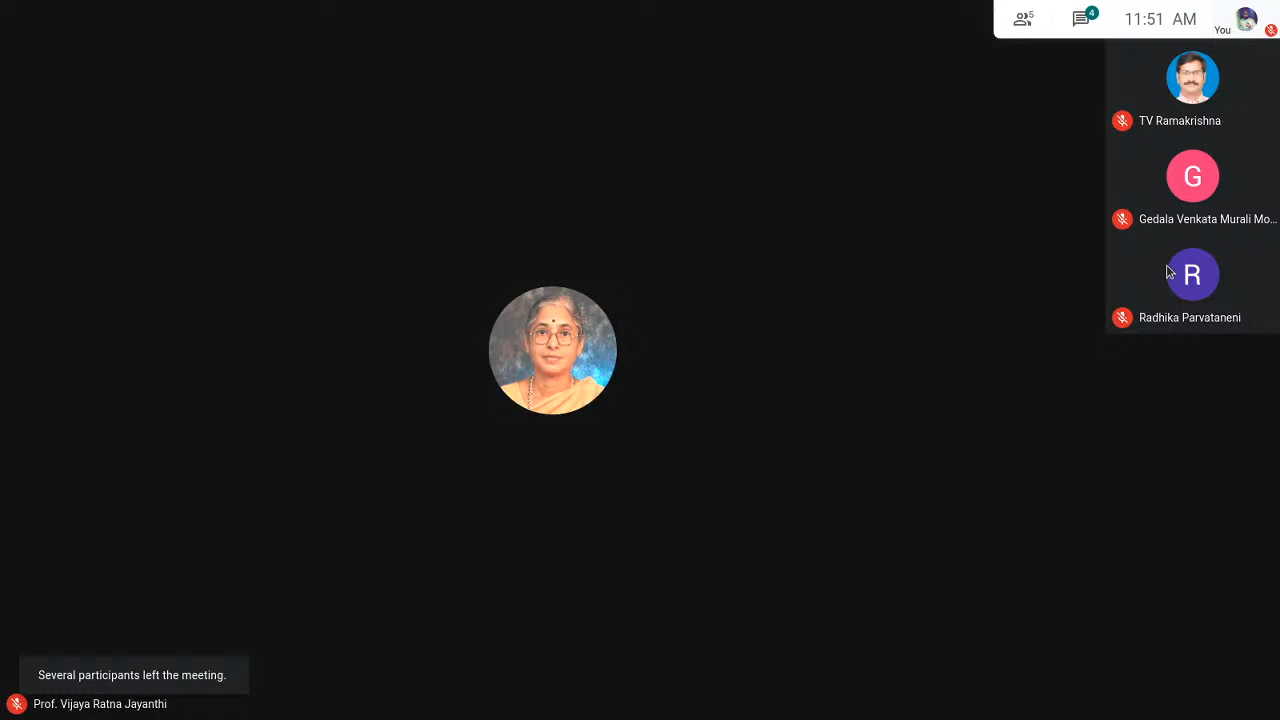 5
4
11:51 AM
You
TV Ramakrishna
G
Gedala Venkata Murali Mo...
R
Radhika Parvataneni
Several participants left the meeting.
Prof. Vijaya Ratna Jayanthi